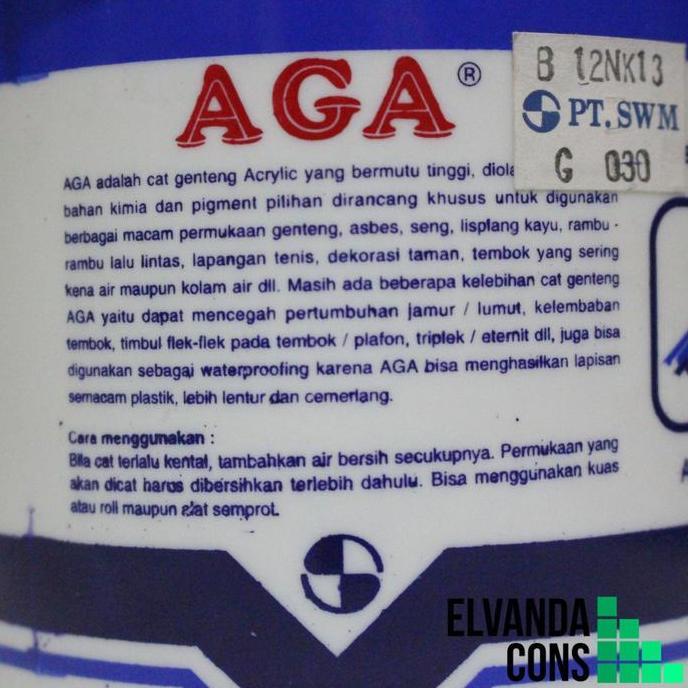 AGA®
B 12NK13
PT. SWM
G 030
AGA adalah cat genteng Acrylic yang bermutu tinggi,
bahan kimia dan pigment pilihan dirancang khusus untuk digunakan
berbagai macam permukaan genteng, asbes, seng, lisplang kayu, rambu -
rambu lalu lintas, lapangan tenis, dekorasi taman, tembok yang sering
kena air maupun kolam air dll. Masih ada beberapa kelebihan cat genteng
AGA yaitu dapat mencegah pertumbuhan jamur / lumut, kelembaban
tembok, timbul flek-flek pada tembok / plafon, triplek / eternit dll, juga bisa
digunakan sebagai waterproofing karena AGA bisa menghasilkan lapisan
semacam plastik, lebih lentur dan cemerlang.
Cara menggunakan :
Bila cat terlalu kental, tambahkan air bersih secukupnya. Permukaan yang
akan dicat harus dibersihkan terlebih dahulu. Bisa menggunakan kuas
atau roll maupun alat semprot.
ELVANDA
CONS